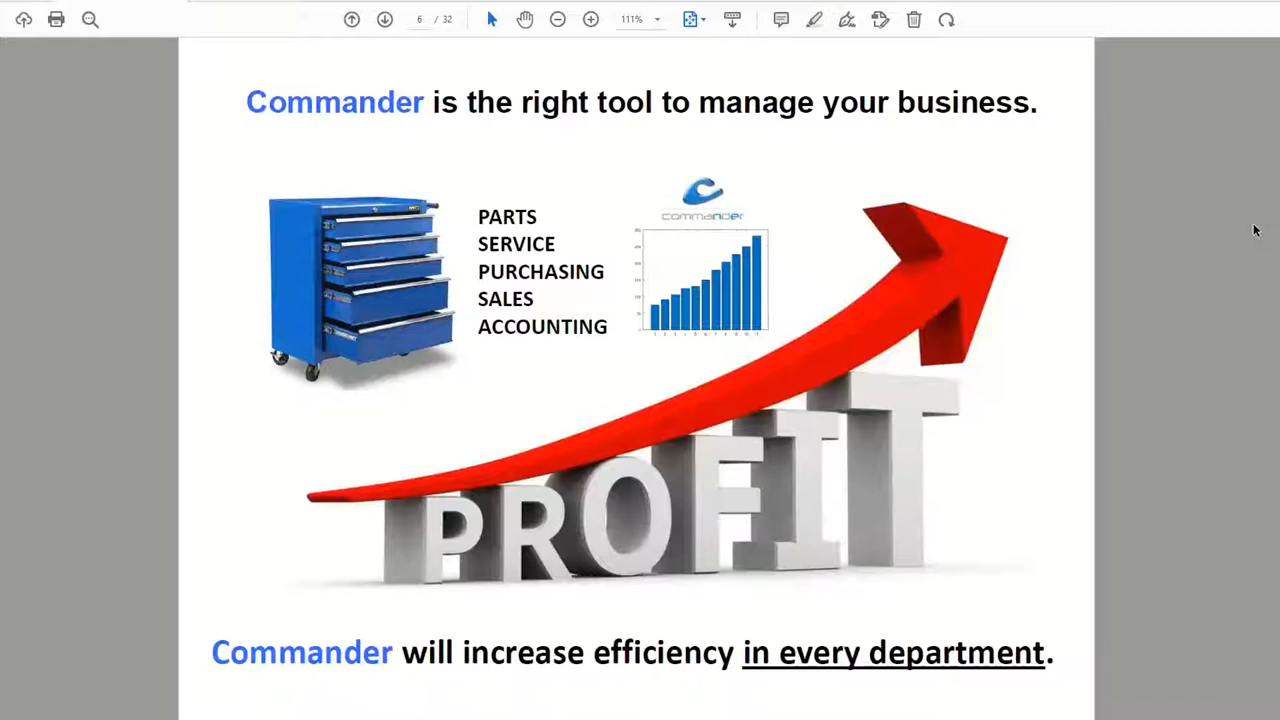 6 / 32
111%
Commander is the right tool to manage your business.
PARTS
SERVICE
PURCHASING
SALES
ACCOUNTING
commander
PROFIT
Commander will increase efficiency in every department.